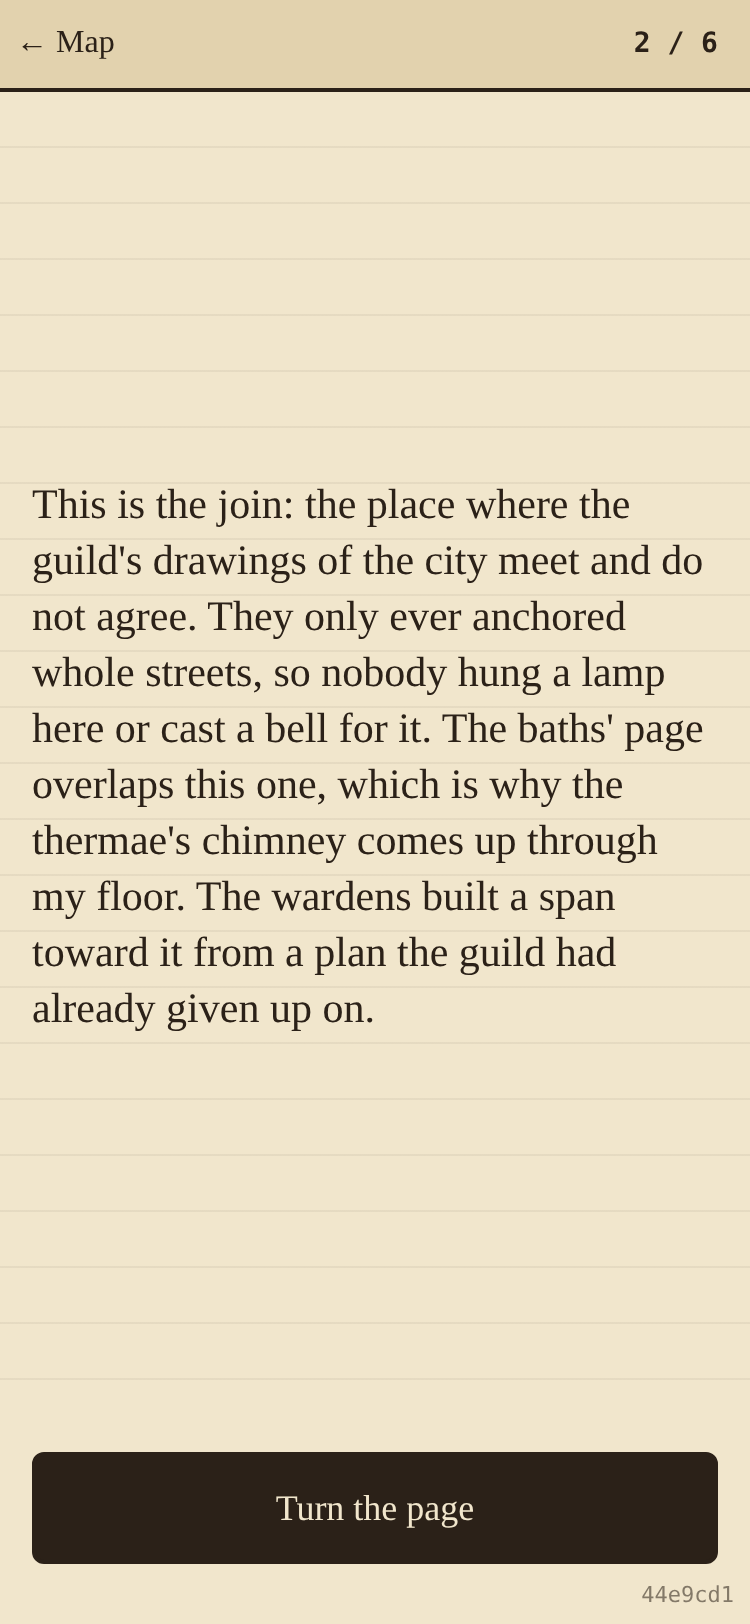 ← Map
2 / 6
This is the join: the place where the
guild's drawings of the city meet and do
not agree. They only ever anchored
whole streets, so nobody hung a lamp
here or cast a bell for it. The baths' page
overlaps this one, which is why the
thermae's chimney comes up through
my floor. The wardens built a span
toward it from a plan the guild had
already given up on.
Turn the page
44e9cd1